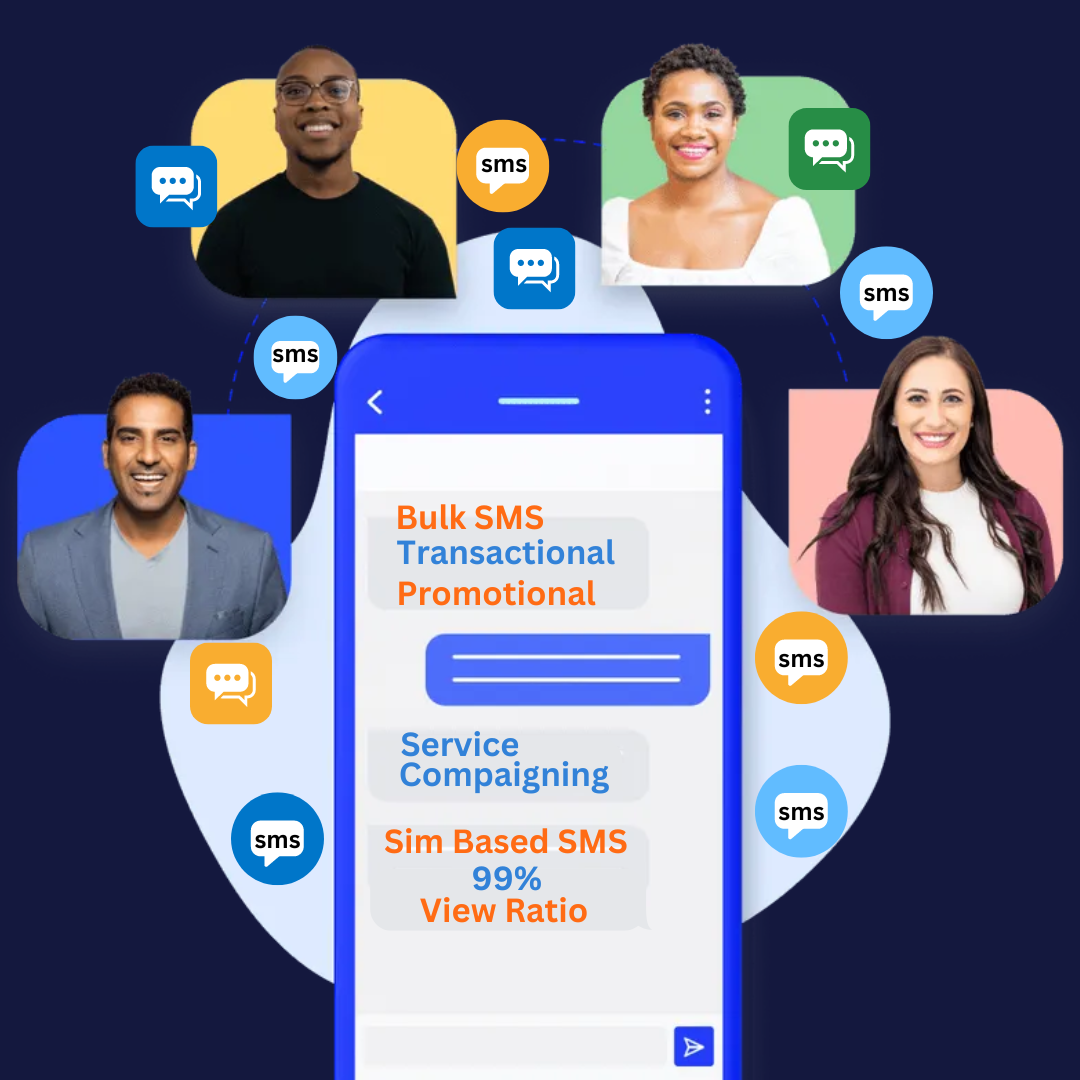 sms
sms
sms
Bulk SMS
Transactional
Promotional
sms
Service
Compaigning
sms
sms
Sim Based SMS
99%
View Ratio